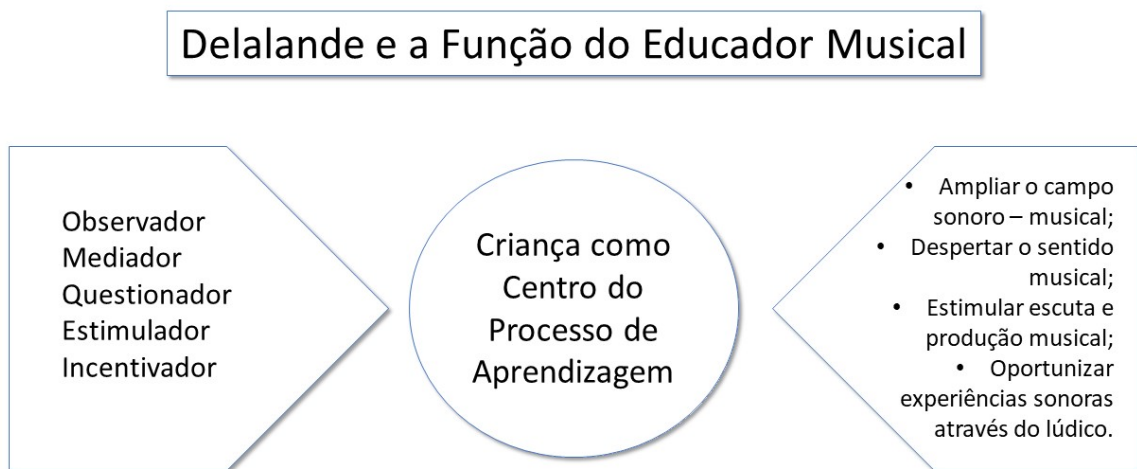 Delalande e a Função do Educador Musical
Observador
Mediador
Questionador
Estimulador
Incentivador
Criança como
Centro do
Processo de
Aprendizagem
• Ampliar o campo
sonoro – musical;
• Despertar o sentido
musical;
• Estimular escuta e
produção musical;
• Oportunizar
experiências sonoras
através do lúdico.